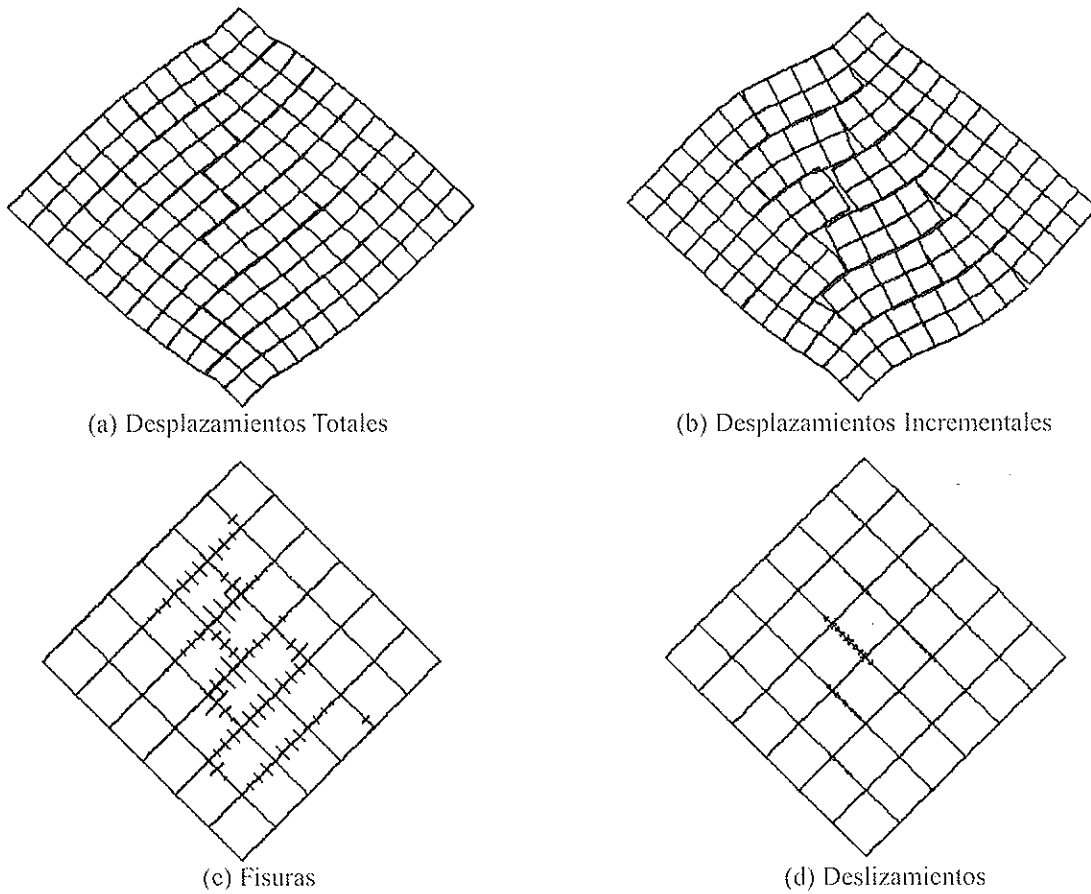 (a) Desplazamientos Totales
(b) Desplazamientos Incrementales
(c) Fisuras
(d) Deslizamientos